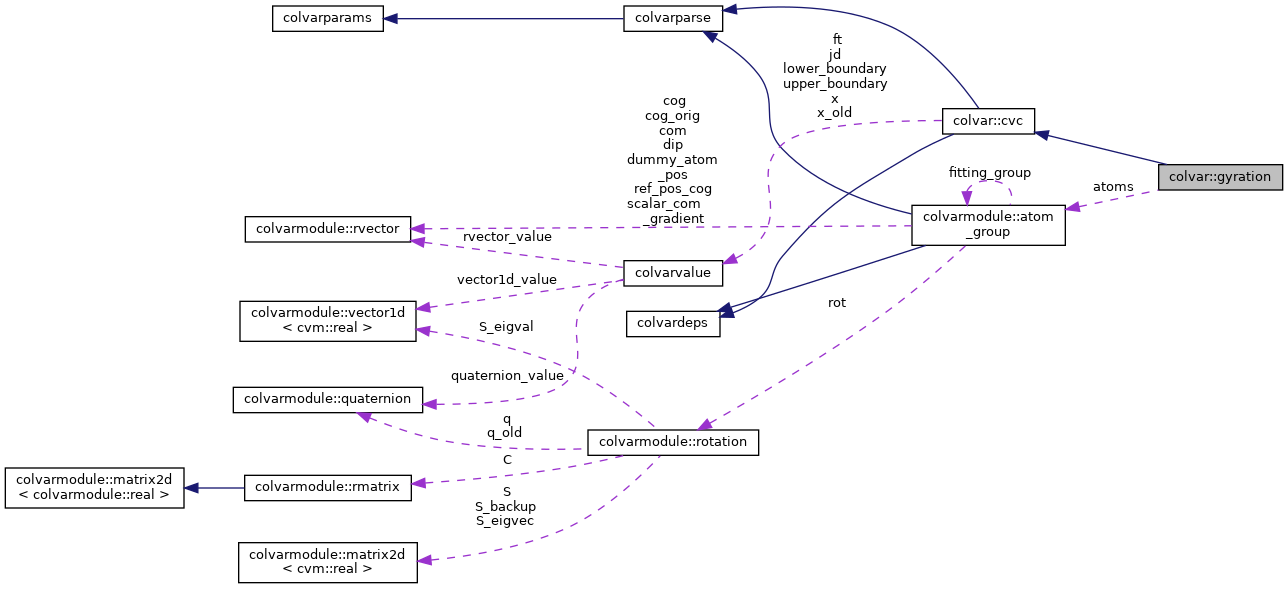 colvarparams
colvarparse
ft
jd
lower_boundary
upper_boundary
x
x_old
cog
cog_orig
com
dip
dummy_atom
_pos
ref_pos_cog
scalar_com
_gradient
colvar::cvc
colvar::gyration
fitting_group
atoms
colvarmodule::atom
_group
colvarmodule::rvector
rvector_value
colvarvalue
vector1d_value
colvarmodule::vector1d
< cvm::real >
S_eigval
colvardeps
rot
quaternion_value
colvarmodule::quaternion
q
q_old
colvarmodule::rotation
C
colvarmodule::matrix2d
< colvarmodule::real >
colvarmodule::rmatrix
S
S_backup
S_eigvec
colvarmodule::matrix2d
< cvm::real >